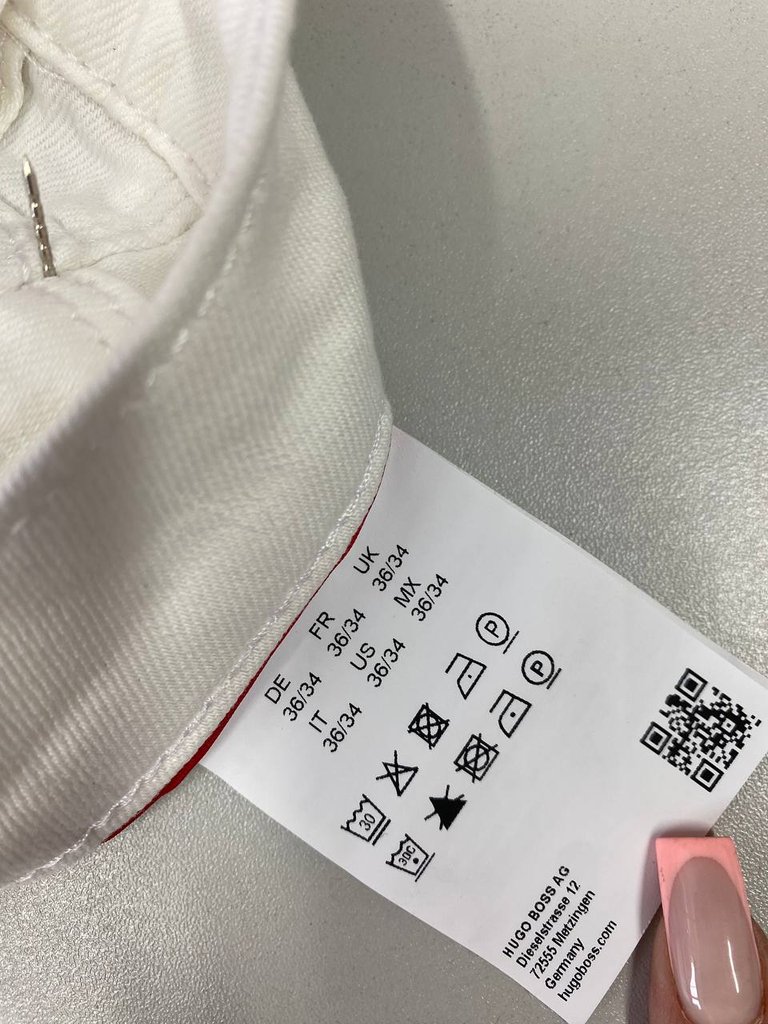 DE FR UK
36/34 36/34 36/34
IT US MX
36/34 36/34 36/34
30 P
30C P
HUGO BOSS AG
Dieselstrasse 12
72555 Metzingen
Germany
hugoboss.com